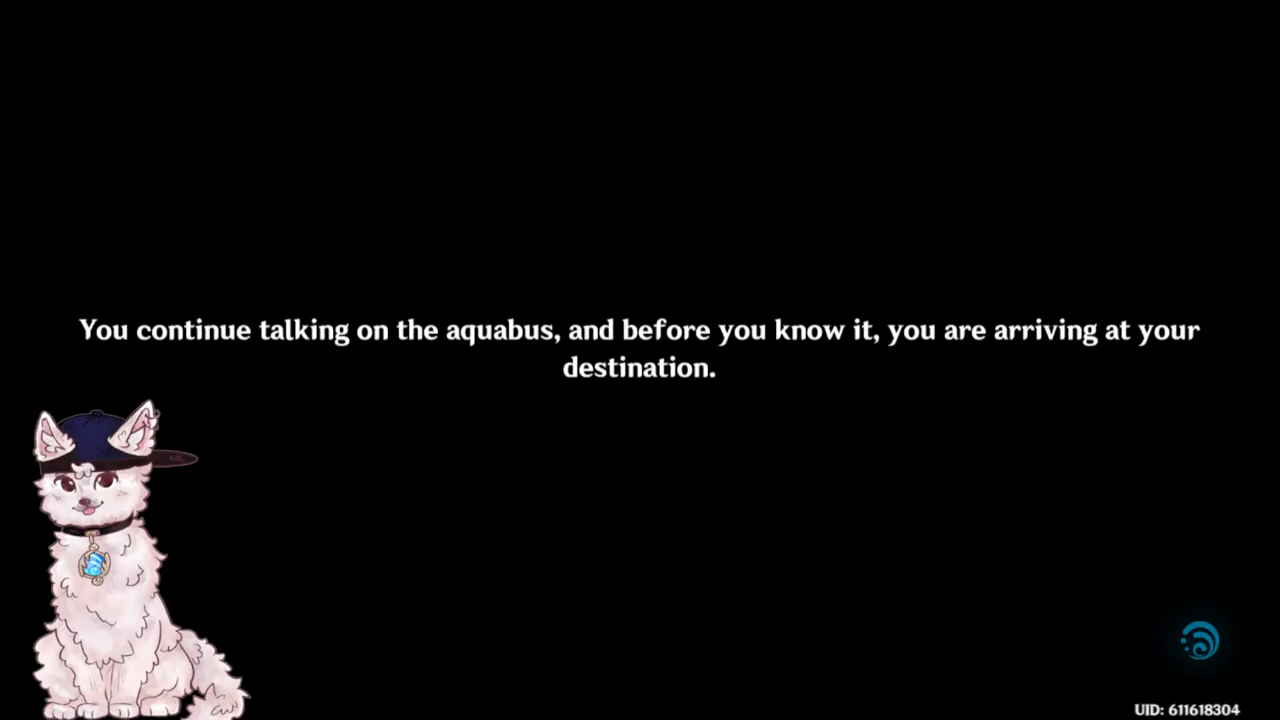 You continue talking on the aquabus, and before you know it, you are arriving at your
destination.
UID: 611618304